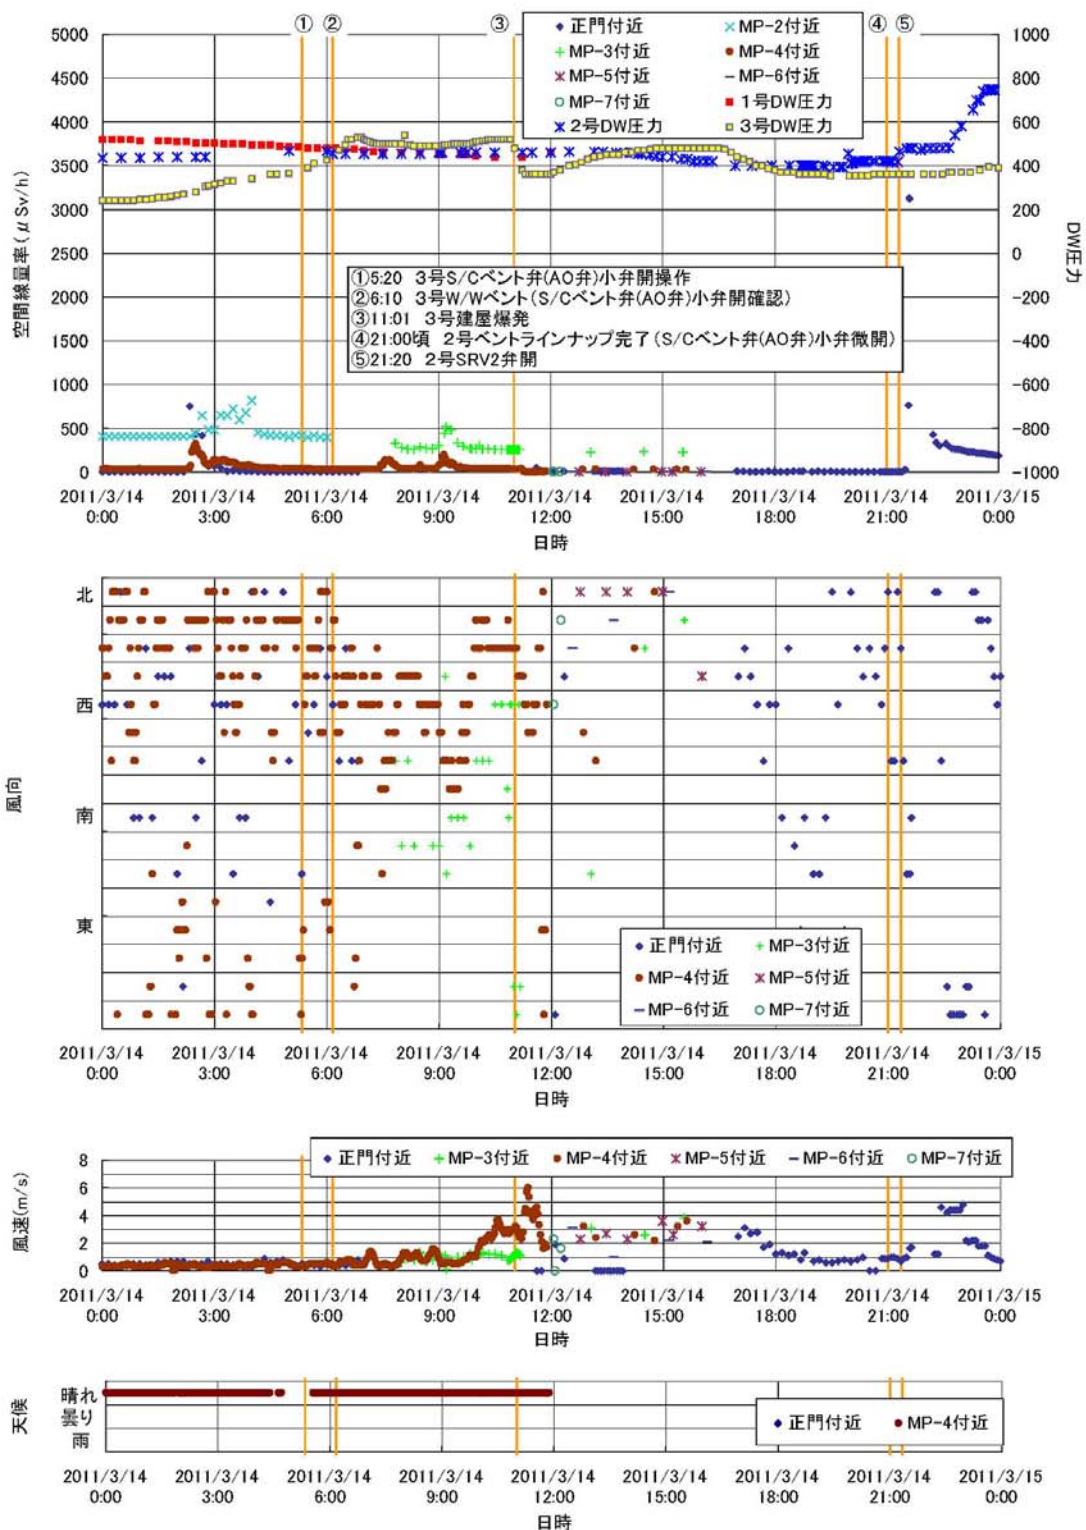 ① ② ③ ④ ⑤
正門付近 MP-2付近
MP-3付近 MP-4付近
MP-5付近 MP-6付近
MP-7付近 1号DW圧力
2号DW圧力 3号DW圧力
5000 1000
4500 800
4000 600
3500 400
3000 200
2500 0
2000 -200
1500 -400
1000 -600
500 -800
0 -1000
空間線量率(μSv/h)
DW圧力
①5:20 3号S/Cベント弁(AO弁)小弁開操作
②6:10 3号W/Wベント(S/Cベント弁(AO弁)小弁開確認)
③11:01 3号建屋爆発
④21:00頃 2号ベントラインナップ完了(S/Cベント弁(AO弁)小弁微開)
⑤21:20 2号SRV2弁開
2011/3/14 2011/3/14 2011/3/14 2011/3/14 2011/3/14 2011/3/14 2011/3/14 2011/3/14 2011/3/15
0:00 3:00 6:00 9:00 12:00 15:00 18:00 21:00 0:00
日時
風向
北
西
南
東
正門付近 MP-3付近
MP-4付近 MP-5付近
MP-6付近 MP-7付近
2011/3/14 2011/3/14 2011/3/14 2011/3/14 2011/3/14 2011/3/14 2011/3/14 2011/3/14 2011/3/15
0:00 3:00 6:00 9:00 12:00 15:00 18:00 21:00 0:00
日時
正門付近 MP-3付近 MP-4付近 MP-5付近 MP-6付近 MP-7付近
風速(m/s)
8
6
4
2
0
2011/3/14 2011/3/14 2011/3/14 2011/3/14 2011/3/14 2011/3/14 2011/3/14 2011/3/14 2011/3/15
0:00 3:00 6:00 9:00 12:00 15:00 18:00 21:00 0:00
日時
天候
晴れ
曇り
雨
正門付近 MP-4付近
2011/3/14 2011/3/14 2011/3/14 2011/3/14 2011/3/14 2011/3/14 2011/3/14 2011/3/14 2011/3/15
0:00 3:00 6:00 9:00 12:00 15:00 18:00 21:00 0:00
日時